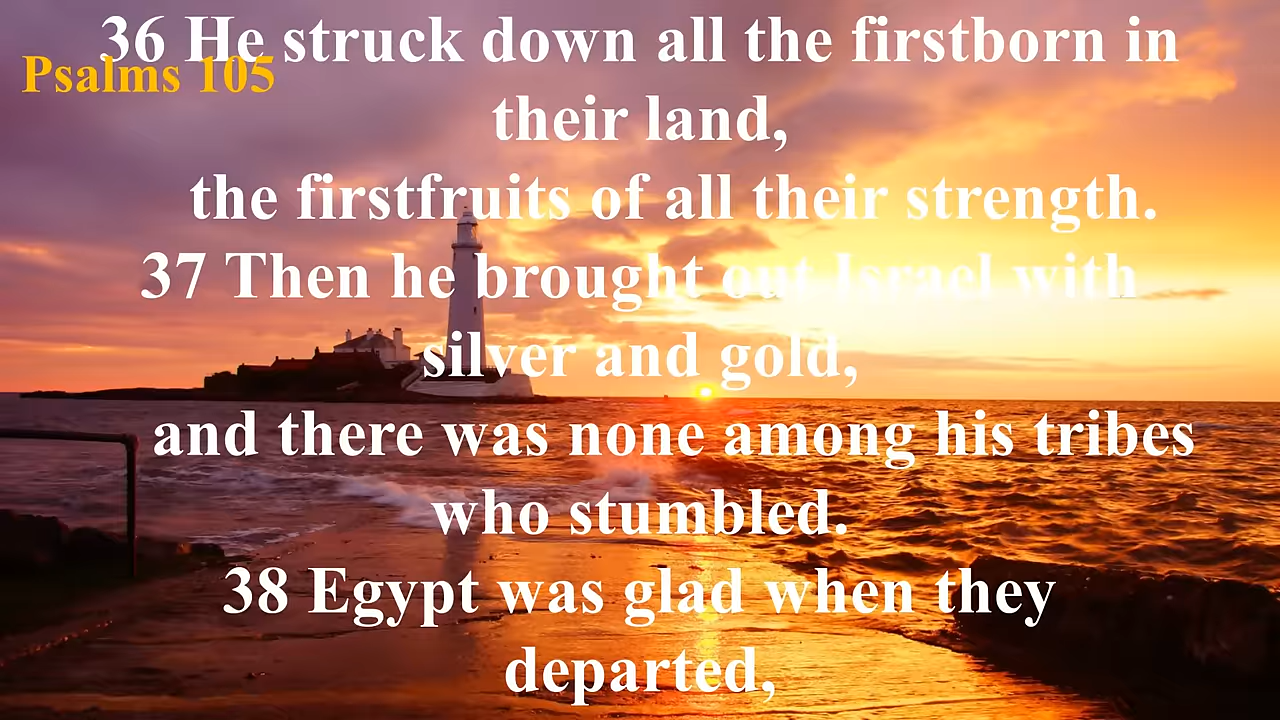 36 He struck down all the firstborn in
Psalms 105
their land,
the firstfruits of all their strength.
37 Then he brought out Israel with
silver and gold,
and there was none among his tribes
who stumbled.
38 Egypt was glad when they
departed,